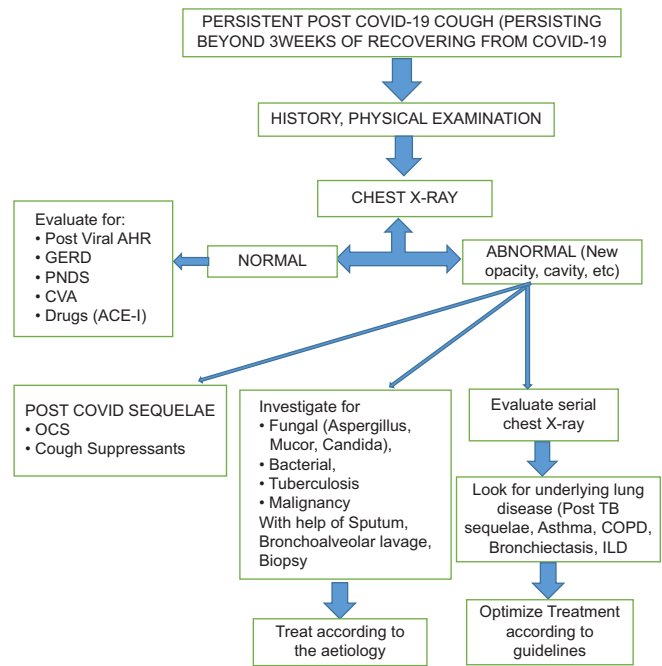 PERSISTENT POST COVID-19 COUGH (PERSISTING
BEYOND 3WEEKS OF RECOVERING FROM COVID-19
HISTORY, PHYSICAL EXAMINATION
CHEST X-RAY
Evaluate for:
• Post Viral AHR
• GERD
• PNDS
• CVA
• Drugs (ACE-I)
NORMAL
ABNORMAL (New
opacity, cavity, etc)
POST COVID SEQUELAE
• OCS
• Cough Suppressants
Investigate for
• Fungal (Aspergillus,
Mucor, Candida),
• Bacterial,
• Tuberculosis
• Malignancy
With help of Sputum,
Bronchoalveolar lavage,
Biopsy
Treat according to
the aetiology
Evaluate serial
chest X-ray
Look for underlying lung
disease (Post TB
sequelae, Asthma, COPD,
Bronchiectasis, ILD
Optimize Treatment
according to
guidelines